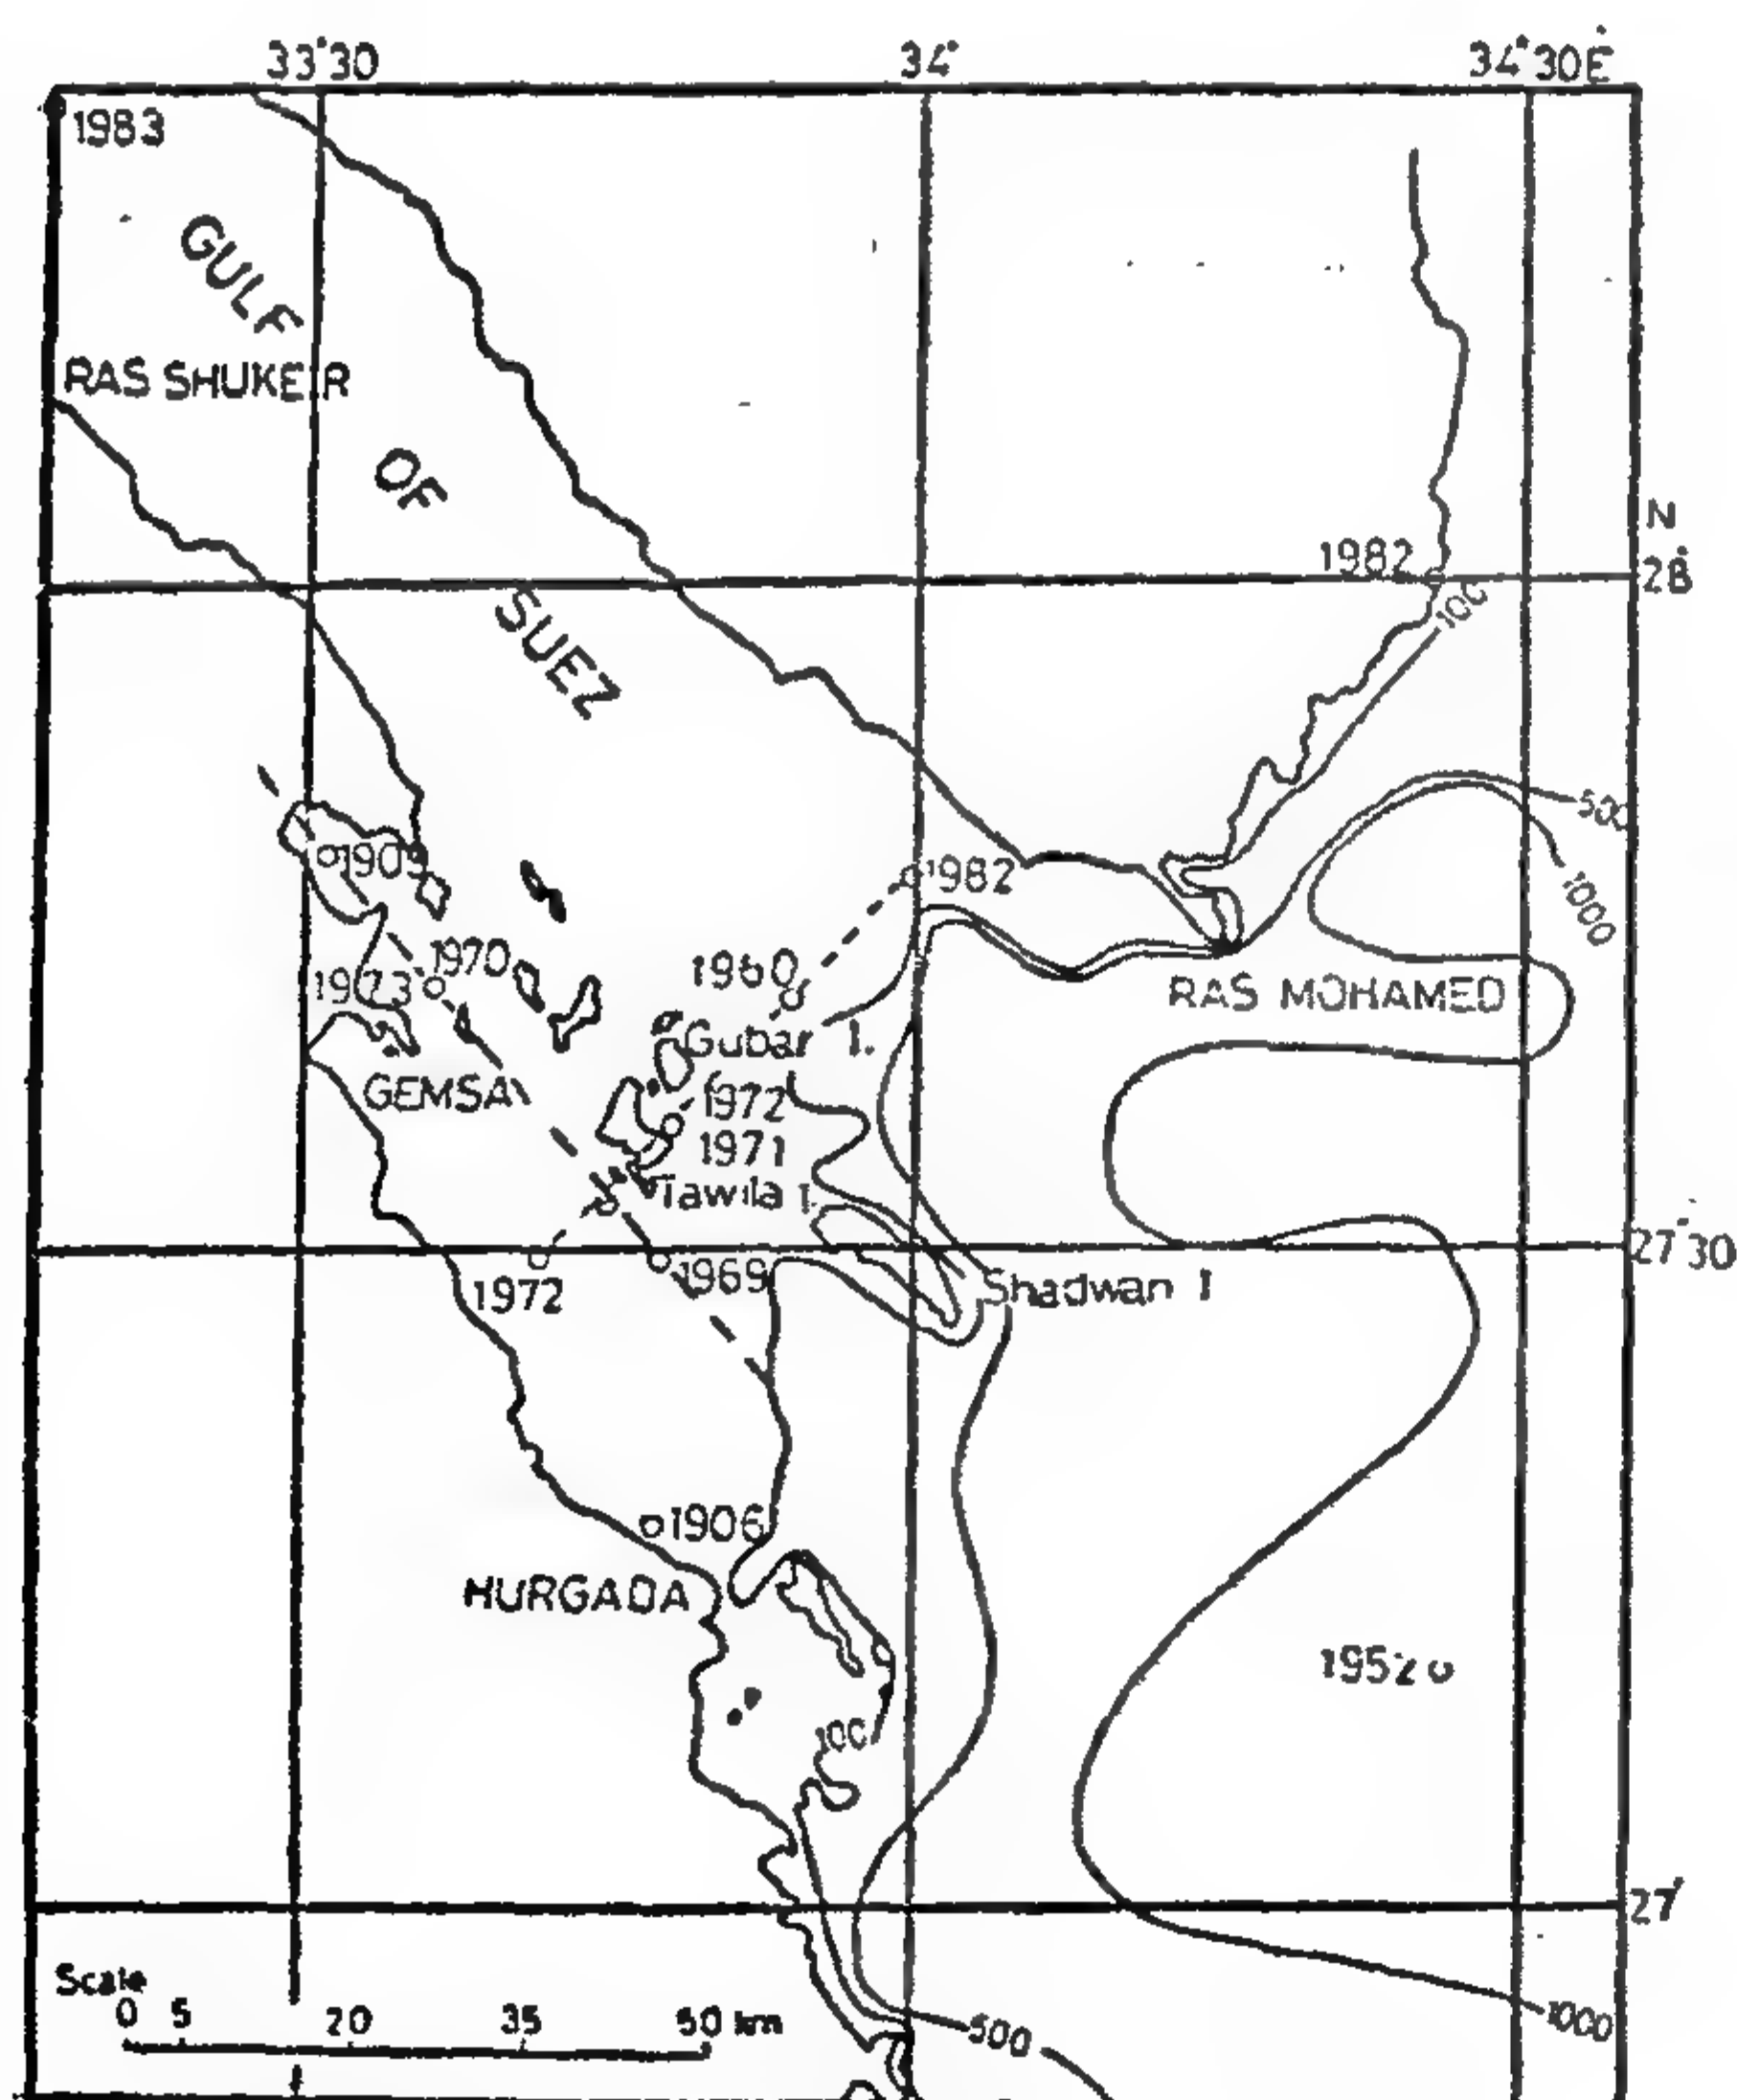 33°30
34°
34°30E
1983
GULF
RAS SHUKEIR
OF
N
1982
28°
100
SUEZ
500
1909
1982
1000
1970
1960
1973
RAS MOHAMED
Gubar I.
GEMSA
1972
1971
Tawila I.
27°30
1972
1969
Shadwan I
1906
HURGADA
1952
100
27°
Scale
0 5 20 35 50 km
500
1000